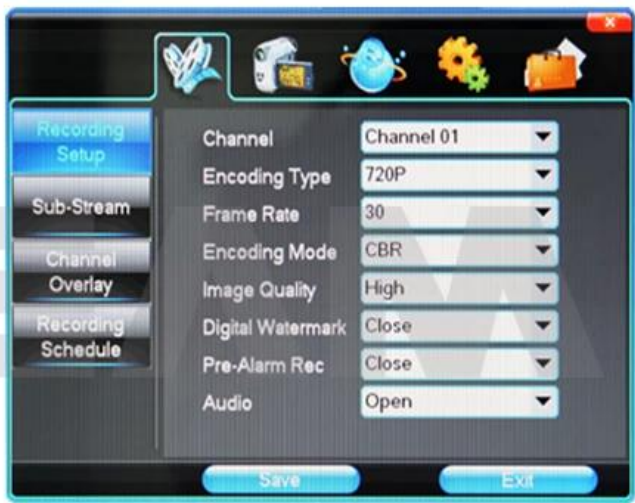 Recording
Setup
Sub-Stream
Channel
Overlay
Recording
Schedule
Channel Channel 01
Encoding Type 720P
Frame Rate 30
Encoding Mode CBR
Image Quality High
Digital Watermark Close
Pre-Alarm Rec Close
Audio Open
Save Exit